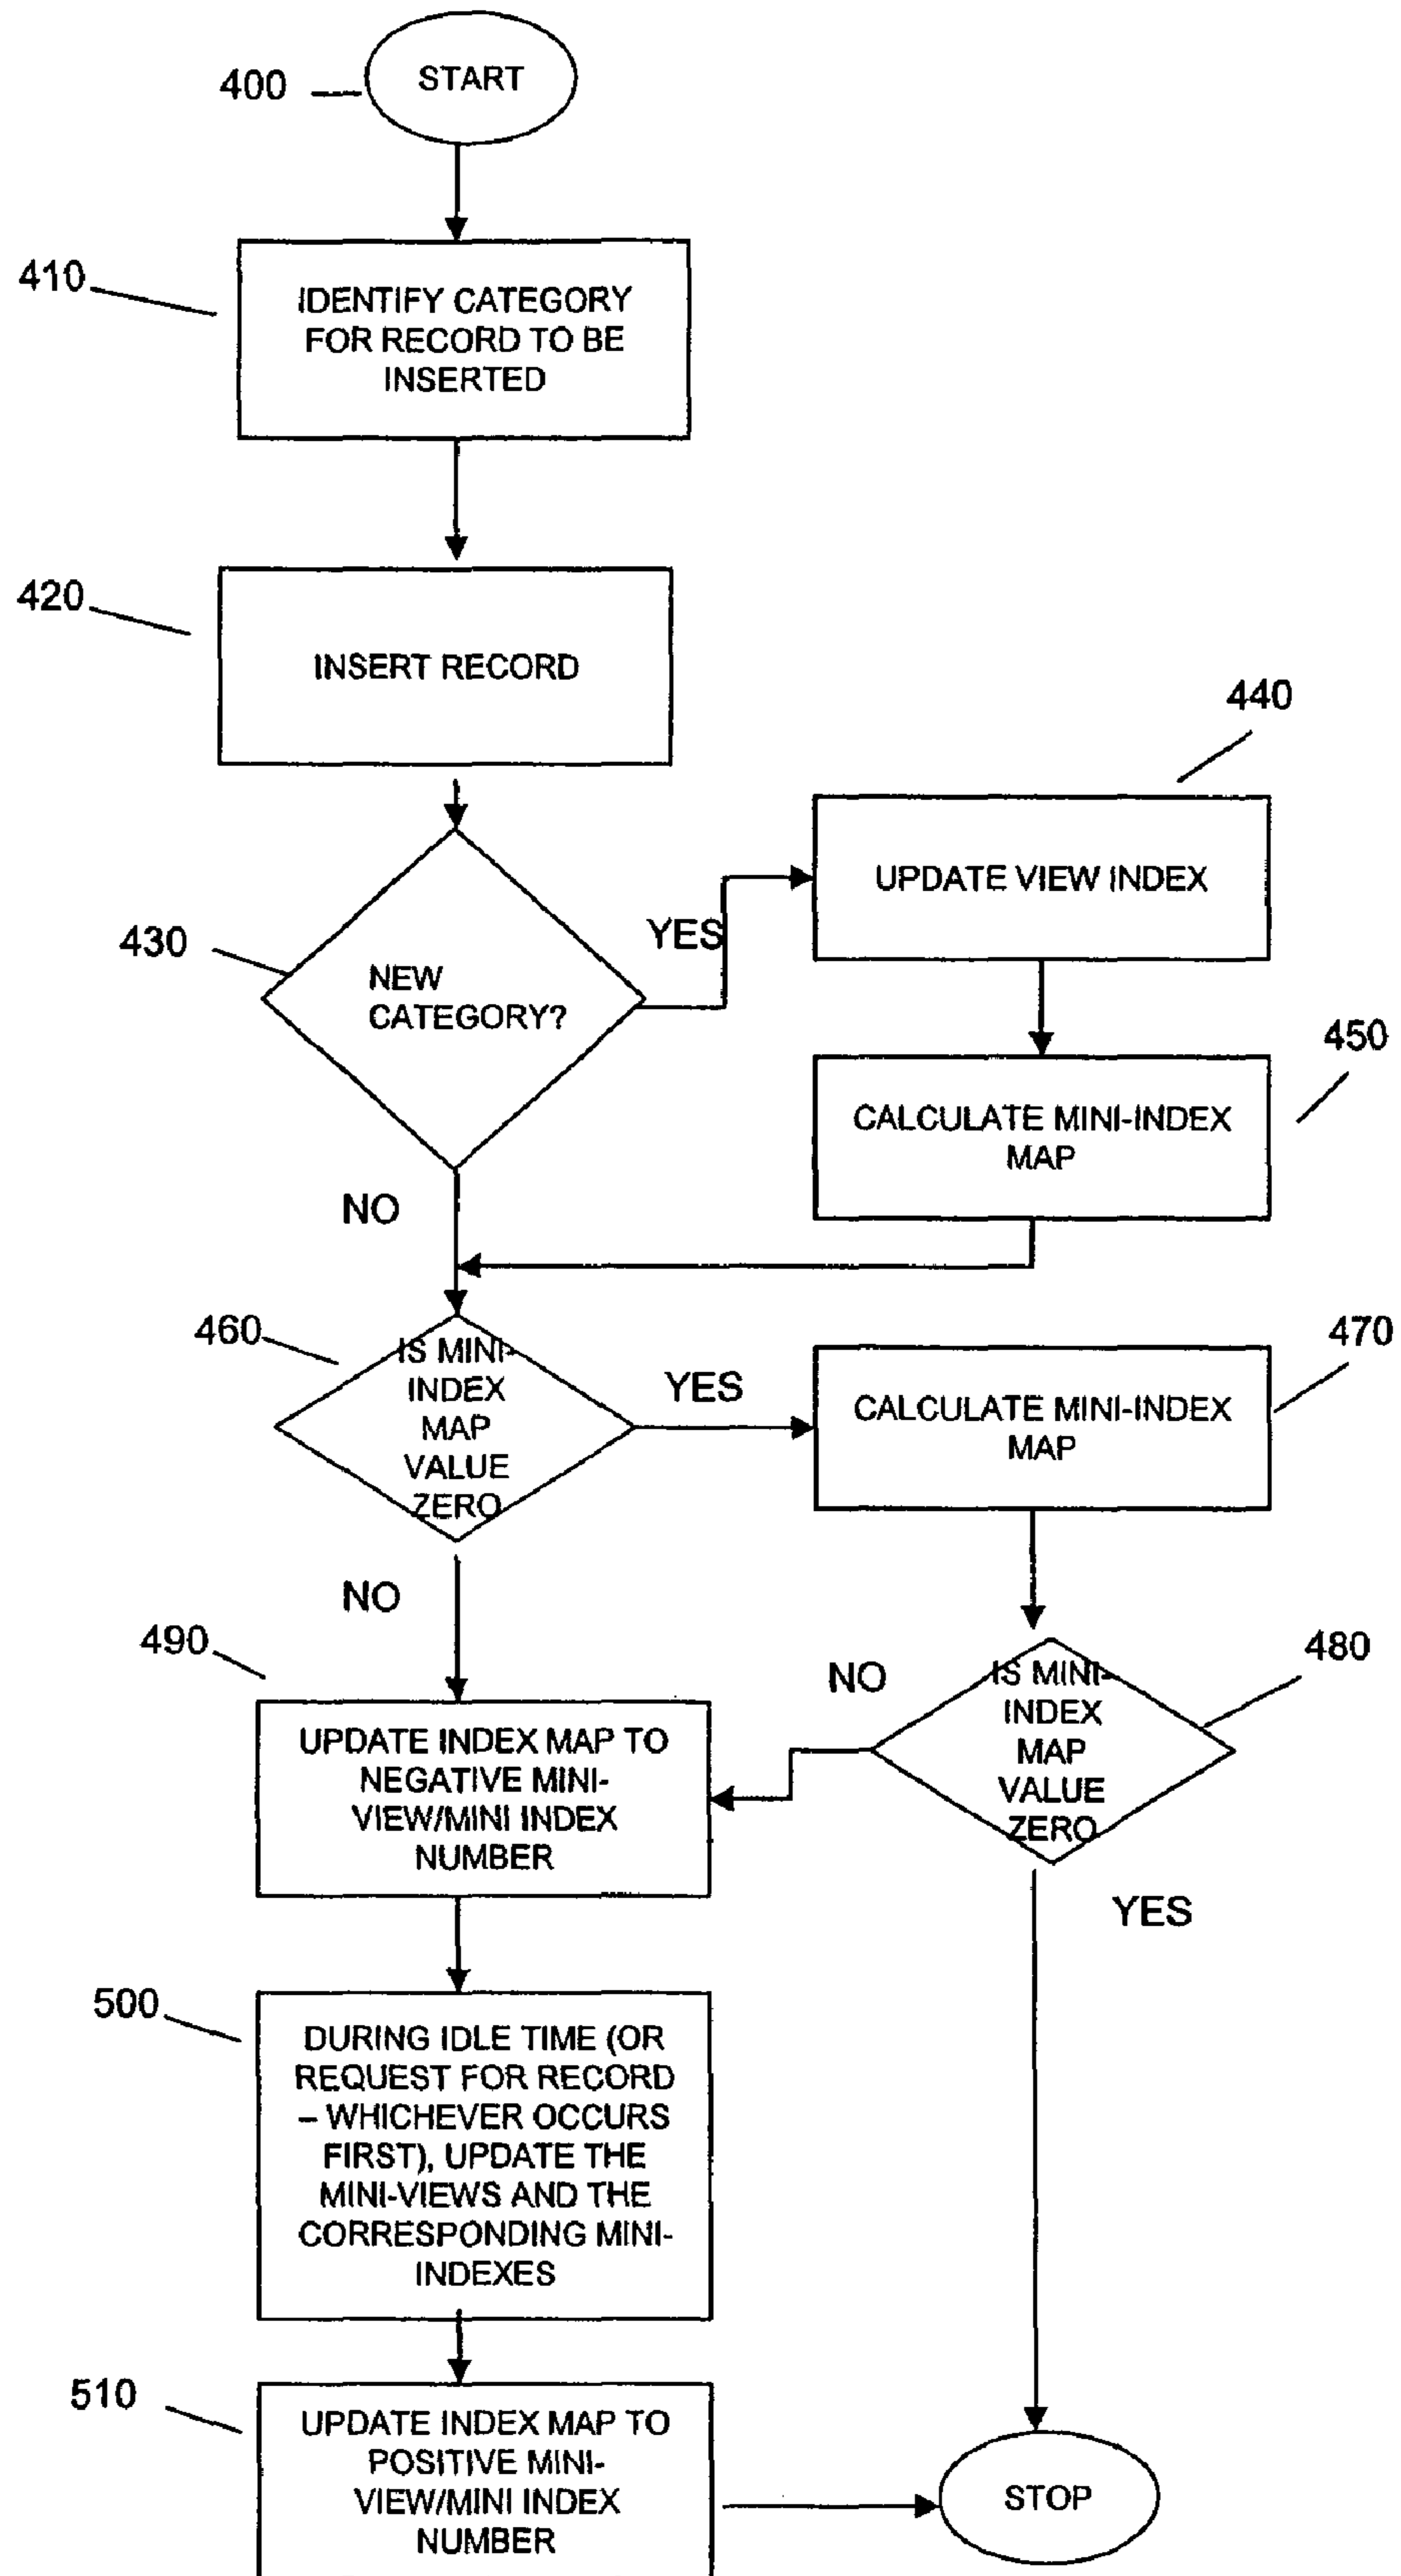 400
START
410
IDENTIFY CATEGORY
FOR RECORD TO BE
INSERTED
420
INSERT RECORD
430
NEW
CATEGORY?
YES
440
UPDATE VIEW INDEX
450
CALCULATE MINI-INDEX
MAP
NO
460
IS MINI-
INDEX
MAP
VALUE
ZERO
YES
470
CALCULATE MINI-INDEX
MAP
480
IS MINI-
INDEX
MAP
VALUE
ZERO
NO
YES
NO
490
UPDATE INDEX MAP TO
NEGATIVE MINI-
VIEW/MINI INDEX
NUMBER
500
DURING IDLE TIME (OR
REQUEST FOR RECORD
– WHICHEVER OCCURS
FIRST), UPDATE THE
MINI-VIEWS AND THE
CORRESPONDING MINI-
INDEXES
510
UPDATE INDEX MAP TO
POSITIVE MINI-
VIEW/MINI INDEX
NUMBER
STOP